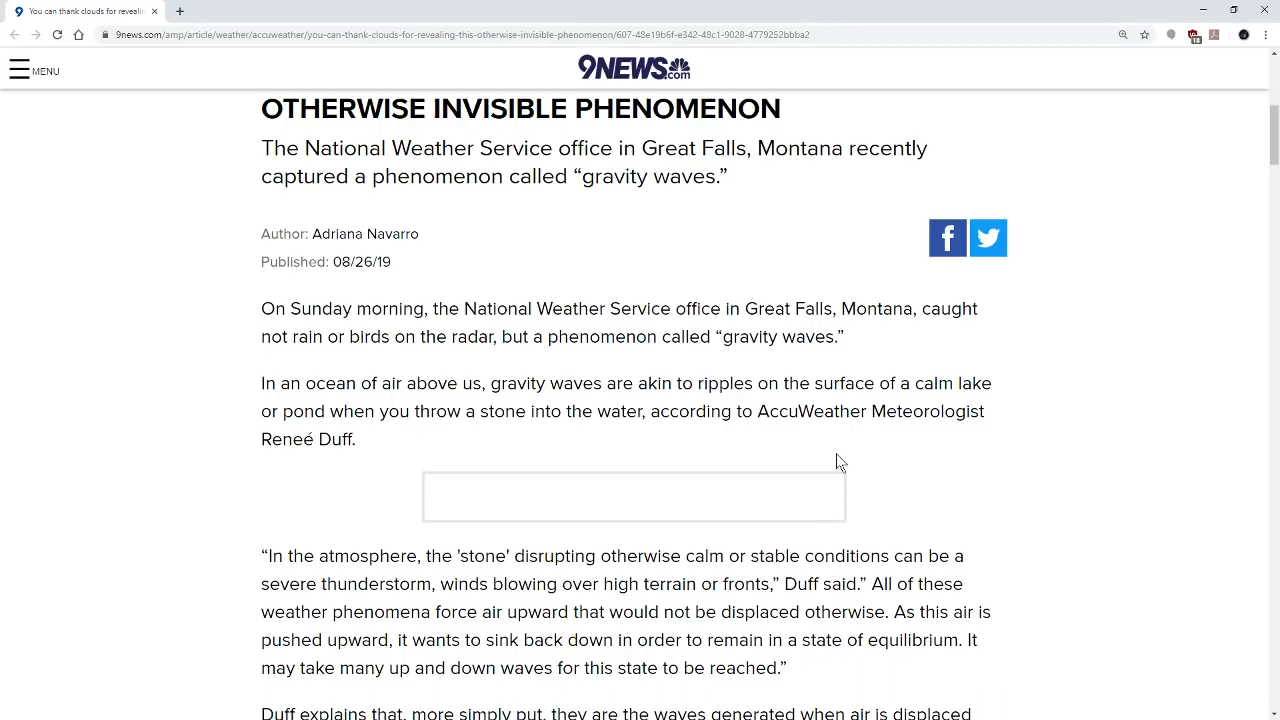 You can thank clouds for revealin
9news.com/amp/article/weather/accuweather/you-can-thank-clouds-for-revealing-this-otherwise-invisible-phenomenon/607-48e19b6f-e342-48c1-9028-4779252bbba2
18
MENU
9NEWS.com
OTHERWISE INVISIBLE PHENOMENON
The National Weather Service office in Great Falls, Montana recently
captured a phenomenon called “gravity waves.”
Author: Adriana Navarro
Published: 08/26/19
On Sunday morning, the National Weather Service office in Great Falls, Montana, caught
not rain or birds on the radar, but a phenomenon called “gravity waves.”
In an ocean of air above us, gravity waves are akin to ripples on the surface of a calm lake
or pond when you throw a stone into the water, according to AccuWeather Meteorologist
Reneé Duff.
“In the atmosphere, the 'stone' disrupting otherwise calm or stable conditions can be a
severe thunderstorm, winds blowing over high terrain or fronts,” Duff said.” All of these
weather phenomena force air upward that would not be displaced otherwise. As this air is
pushed upward, it wants to sink back down in order to remain in a state of equilibrium. It
may take many up and down waves for this state to be reached.”
Duff explains that, more simply put, they are the waves generated when air is displaced